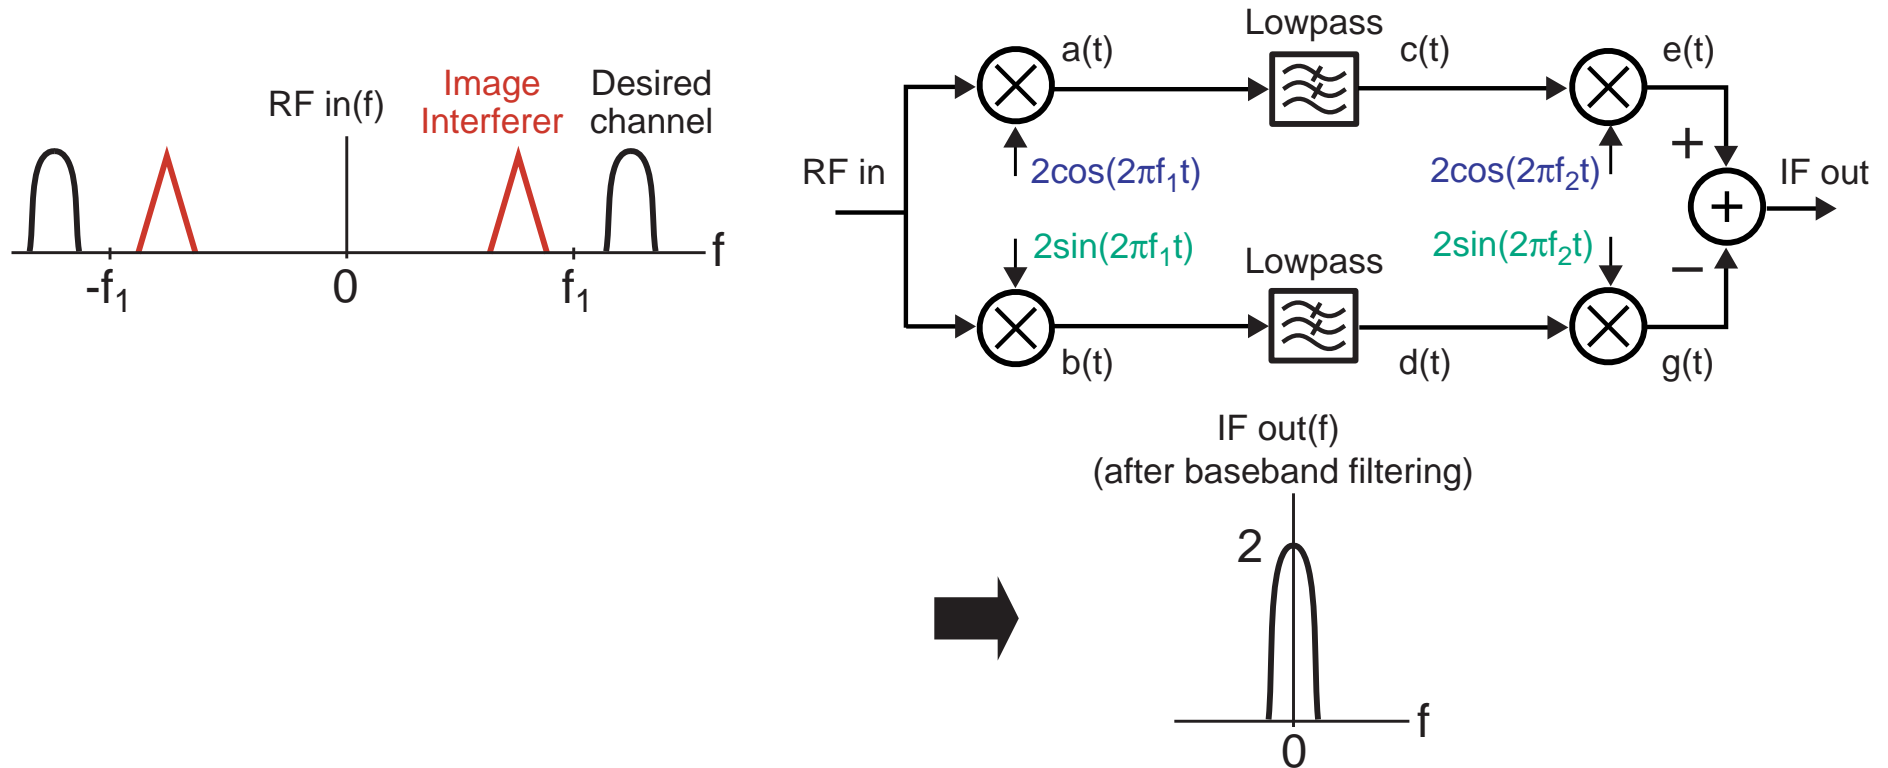 RF in(f)
Image
Interferer
Desired
channel
-f1
0
f1
f
RF in
a(t)
Lowpass
c(t)
e(t)
2cos(2πf1t)
2cos(2πf2t)
+
+
IF out
2sin(2πf1t)
Lowpass
2sin(2πf2t)
−
b(t)
d(t)
g(t)
IF out(f)
(after baseband filtering)
2
f
0